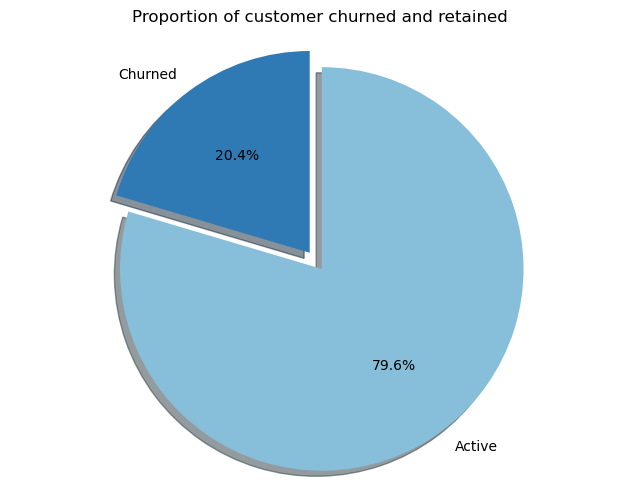 Proportion of customer churned and retained
Churned
20.4%
79.6%
Active